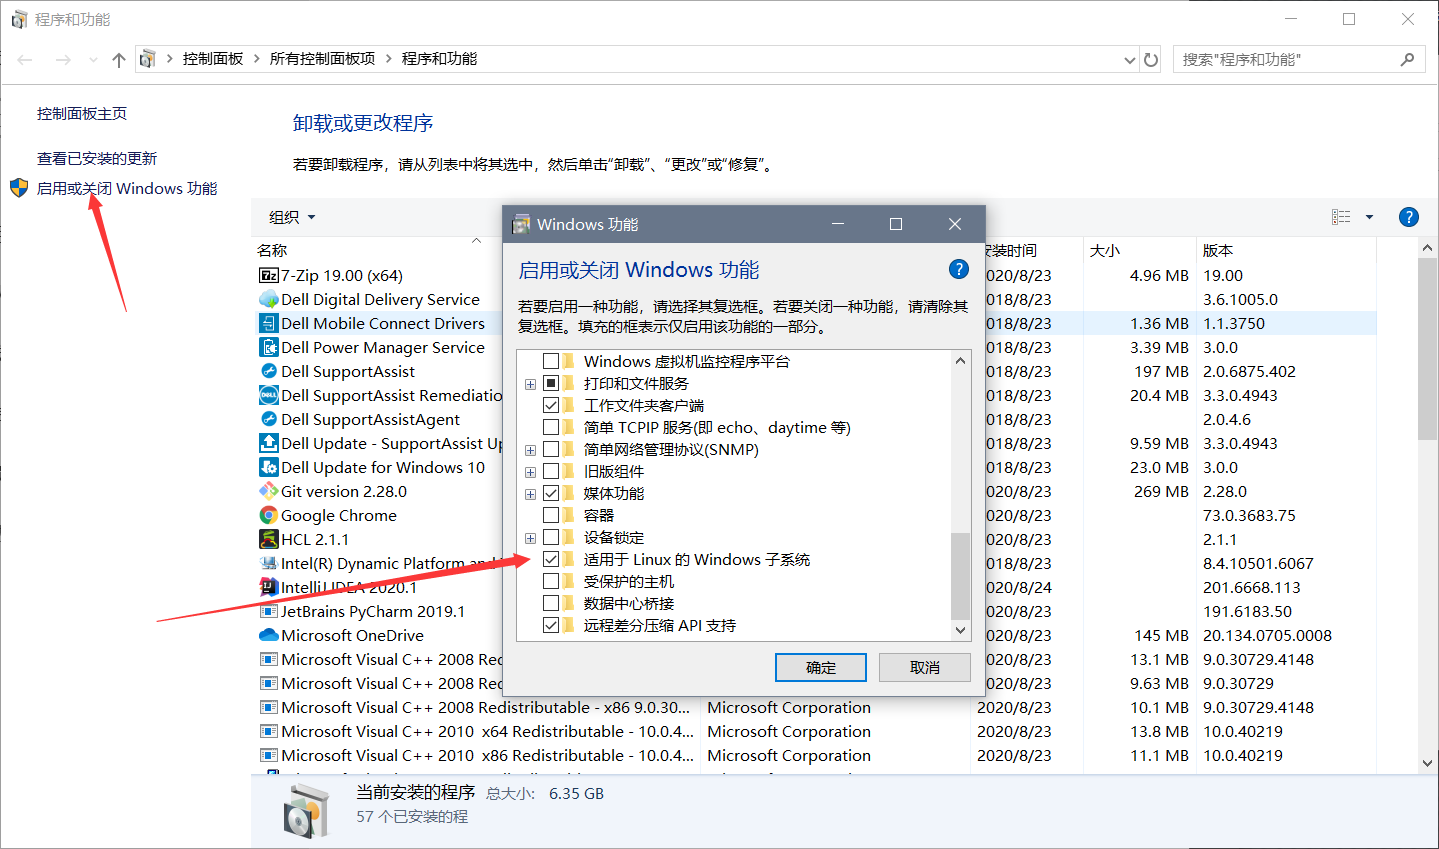 程序和功能
控制面板 > 所有控制面板项 > 程序和功能
搜索"程序和功能"
控制面板主页
查看已安装的更新
启用或关闭 Windows 功能
卸载或更改程序
若要卸载程序，请从列表中将其选中，然后单击“卸载”、“更改”或“修复”。
组织
名称 安装时间 大小 版本
7-Zip 19.00 (x64) 2020/8/23 4.96 MB 19.00
Dell Digital Delivery Service 2018/8/23 3.6.1005.0
Dell Mobile Connect Drivers 2018/8/23 1.36 MB 1.1.3750
Dell Power Manager Service 2018/8/23 3.39 MB 3.0.0
Dell SupportAssist 2018/8/23 197 MB 2.0.6875.402
Dell SupportAssist Remediatio 2018/8/23 20.4 MB 3.3.0.4943
Dell SupportAssistAgent 2018/8/23 2.0.4.6
Dell Update - SupportAssist Up 2018/8/23 9.59 MB 3.3.0.4943
Dell Update for Windows 10 2018/8/23 23.0 MB 3.0.0
Git version 2.28.0 2020/8/23 269 MB 2.28.0
Google Chrome 2020/8/23 73.0.3683.75
HCL 2.1.1 2020/8/23 2.1.1
Intel(R) Dynamic Platform and 2018/8/23 8.4.10501.6067
IntelliJ IDEA 2020.1 2020/8/24 201.6668.113
JetBrains PyCharm 2019.1 2020/8/23 191.6183.50
Microsoft OneDrive 2020/8/23 145 MB 20.134.0705.0008
Microsoft Visual C++ 2008 Red 2020/8/23 13.1 MB 9.0.30729.4148
Microsoft Visual C++ 2008 Red 2020/8/23 9.63 MB 9.0.30729
Microsoft Visual C++ 2008 Redistributable - x86 9.0.30... Microsoft Corporation 2020/8/23 10.1 MB 9.0.30729.4148
Microsoft Visual C++ 2010 x64 Redistributable - 10.0.4... Microsoft Corporation 2020/8/23 13.8 MB 10.0.40219
Microsoft Visual C++ 2010 x86 Redistributable - 10.0.4... Microsoft Corporation 2020/8/23 11.1 MB 10.0.40219
当前安装的程序 总大小: 6.35 GB
57 个已安装的程
Windows 功能
启用或关闭 Windows 功能
若要启用一种功能，请选择其复选框。若要关闭一种功能，请清除其
复选框。填充的框表示仅启用该功能的一部分。
Windows 虚拟机监控程序平台
打印和文件服务
工作文件夹客户端
简单 TCPIP 服务(即 echo、daytime 等)
简单网络管理协议(SNMP)
旧版组件
媒体功能
容器
设备锁定
适用于 Linux 的 Windows 子系统
受保护的主机
数据中心桥接
远程差分压缩 API 支持
确定 取消